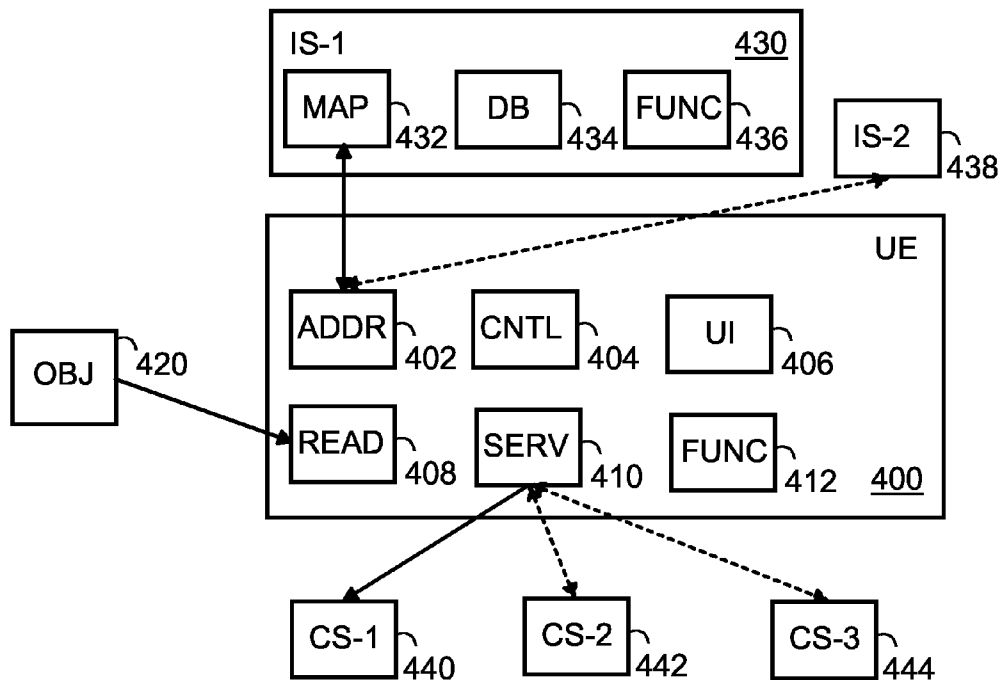 IS-1 430
MAP 432 DB 434 FUNC 436
IS-2 438
UE
ADDR 402 CNTL 404 UI 406
OBJ 420
READ 408 SERV 410 FUNC 412
400
CS-1 440 CS-2 442 CS-3 444